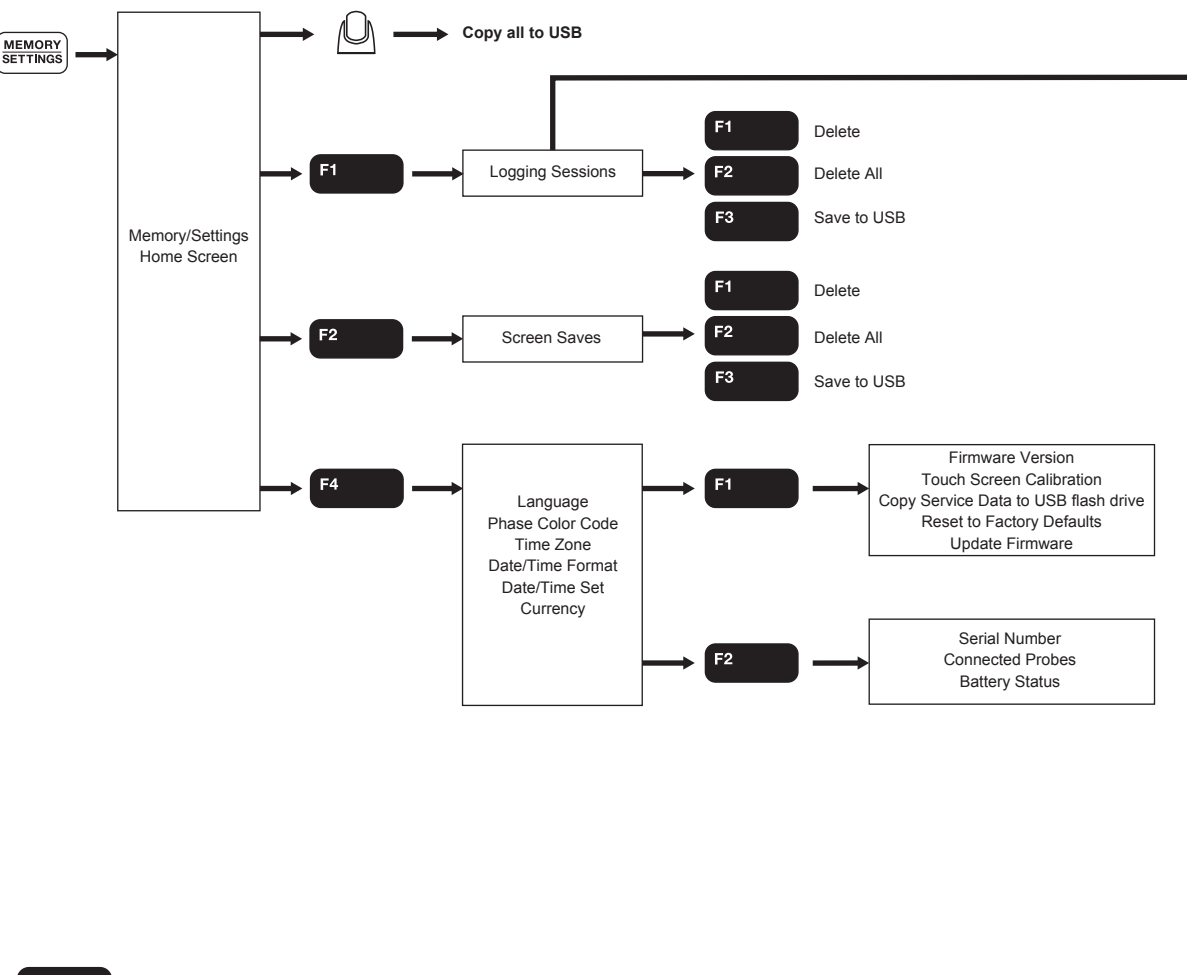 MEMORY
SETTINGS
Copy all to USB
F1
Delete
F1
Logging Sessions
F2
Delete All
F3
Save to USB
Memory/Settings
Home Screen
F1
Delete
F2
Screen Saves
F2
Delete All
F3
Save to USB
F4
Language
Phase Color Code
Time Zone
Date/Time Format
Date/Time Set
Currency
F1
Firmware Version
Touch Screen Calibration
Copy Service Data to USB flash drive
Reset to Factory Defaults
Update Firmware
F2
Serial Number
Connected Probes
Battery Status